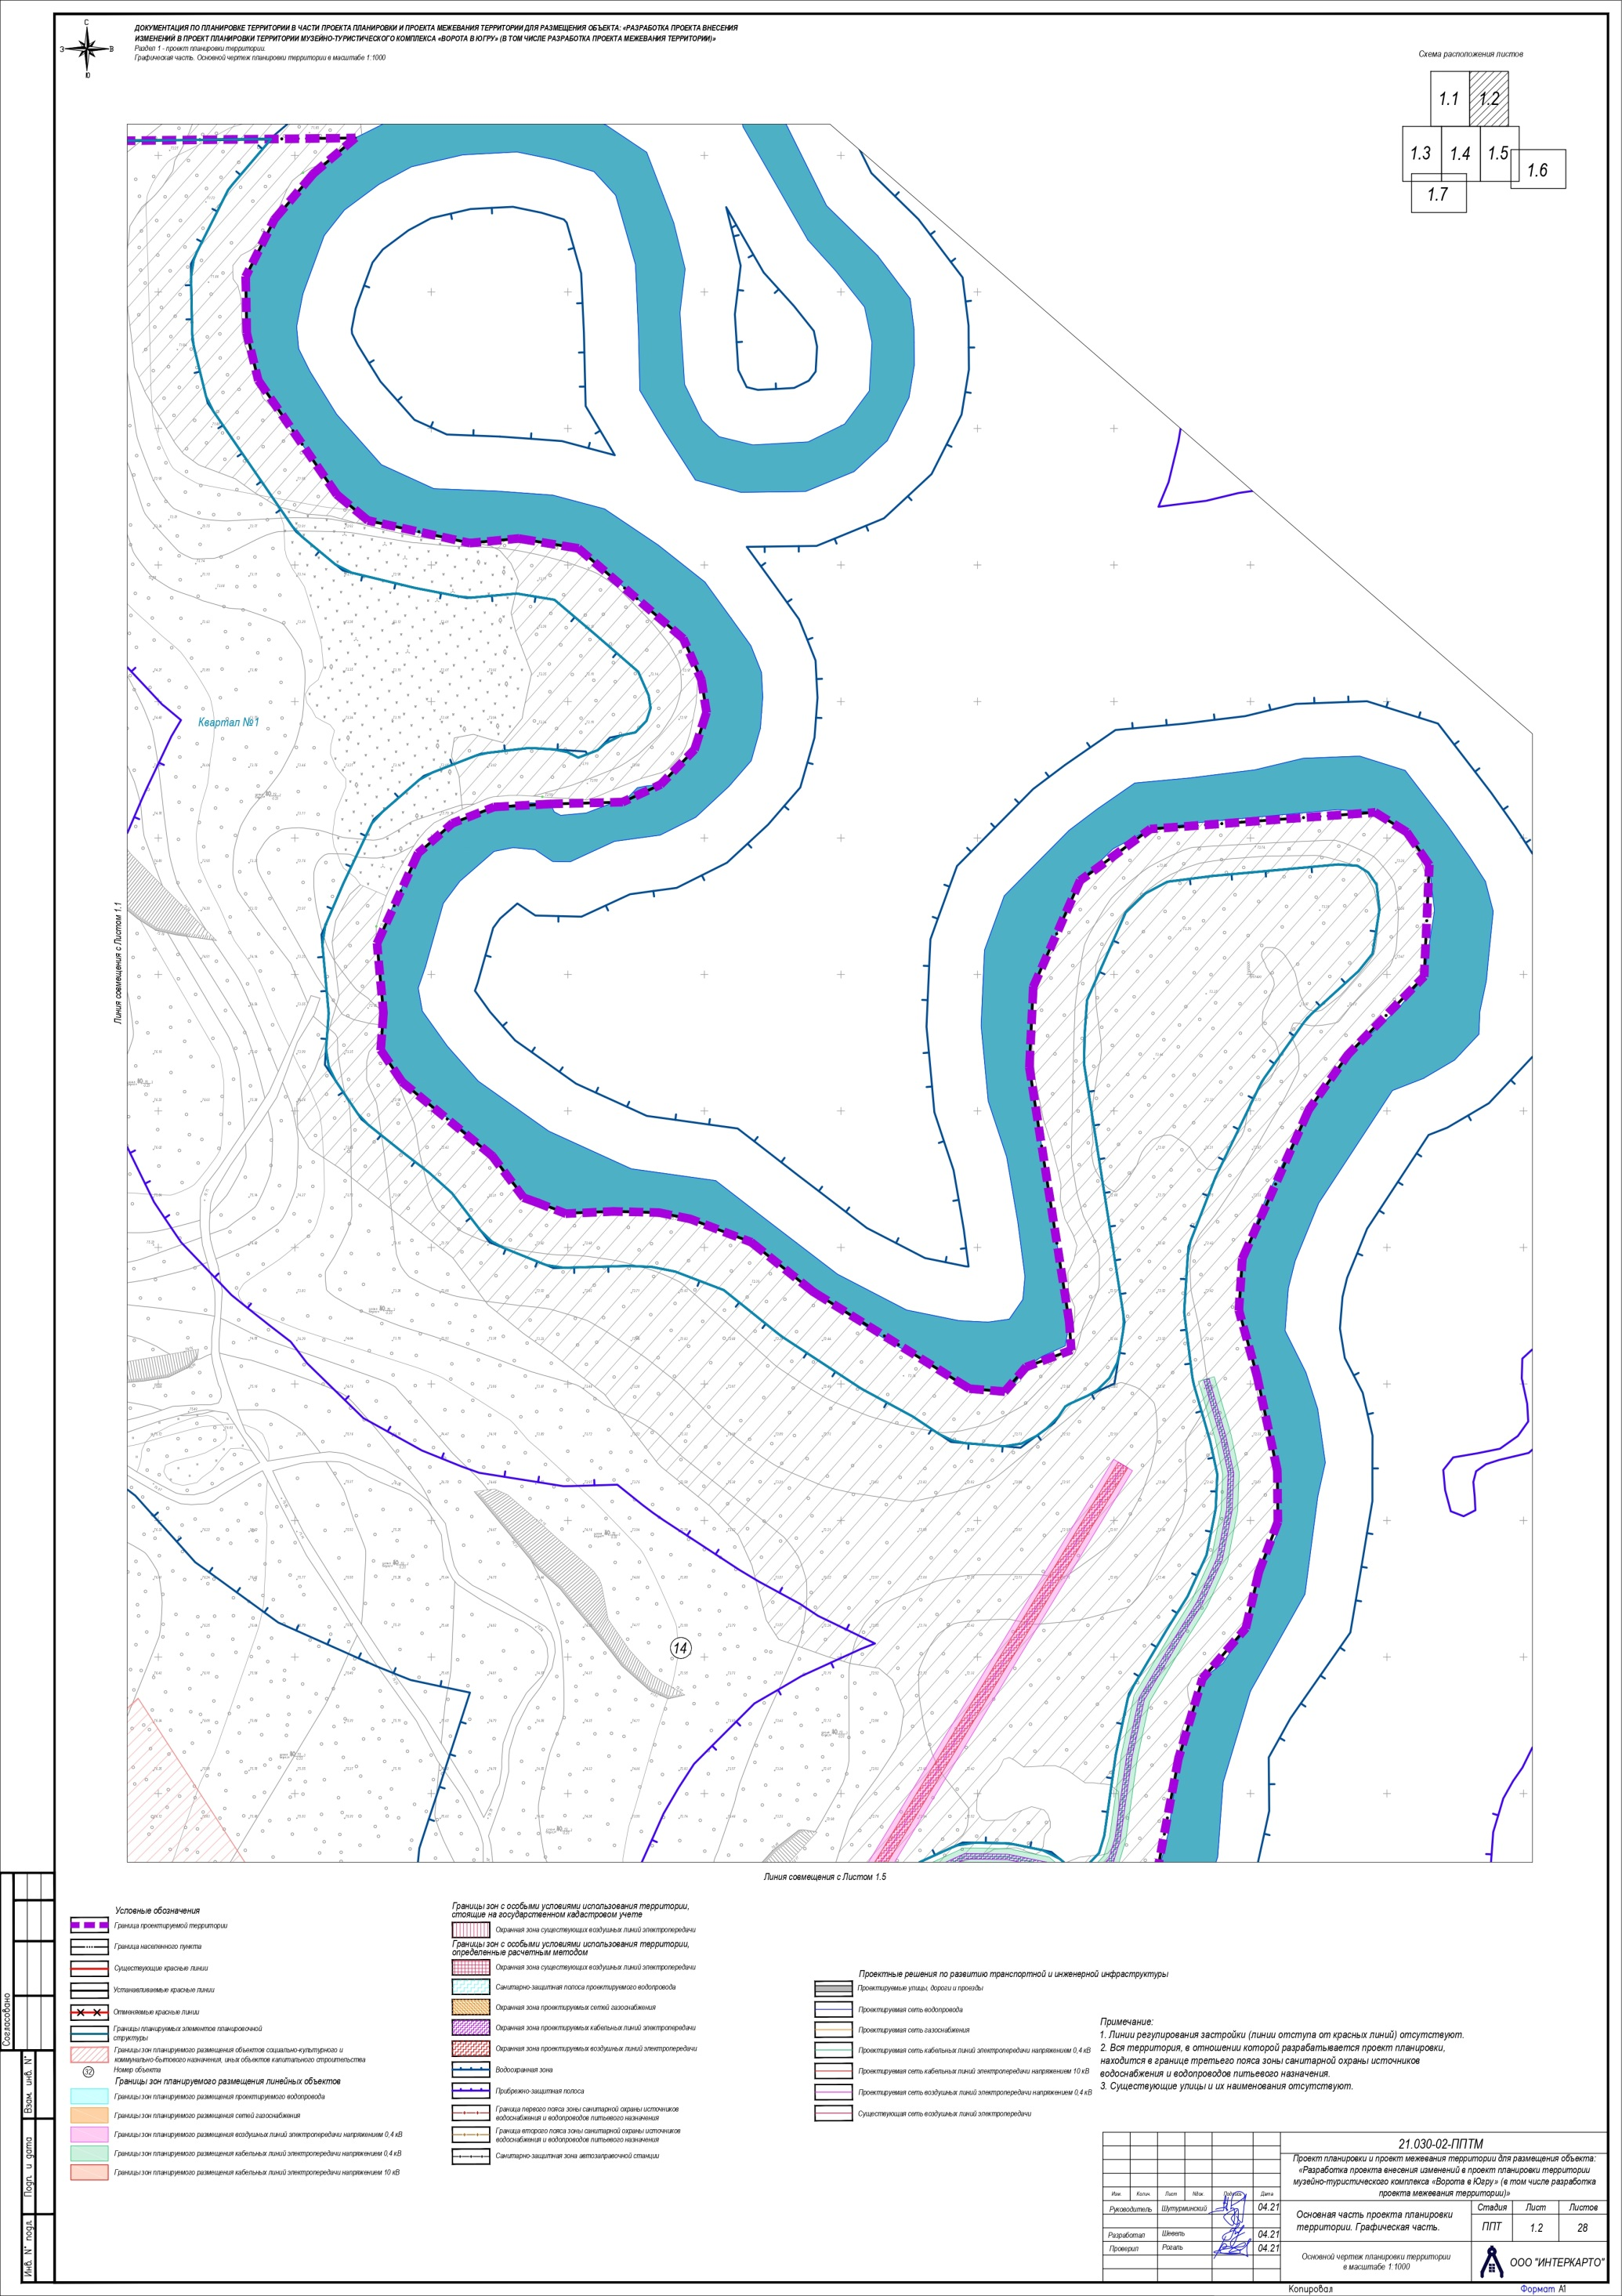 С
З
В
Ю
ДОКУМЕНТАЦИЯ ПО ПЛАНИРОВКЕ ТЕРРИТОРИИ В ЧАСТИ ПРОЕКТА ПЛАНИРОВКИ И ПРОЕКТА МЕЖЕВАНИЯ ТЕРРИТОРИИ ДЛЯ РАЗМЕЩЕНИЯ ОБЪЕКТА: «РАЗРАБОТКА ПРОЕКТА ВНЕСЕНИЯ
ИЗМЕНЕНИЙ В ПРОЕКТ ПЛАНИРОВКИ ТЕРРИТОРИИ МУЗЕЙНО-ТУРИСТИЧЕСКОГО КОМПЛЕКСА «ВОРОТА В ЮГРУ» (В ТОМ ЧИСЛЕ РАЗРАБОТКА ПРОЕКТА МЕЖЕВАНИЯ ТЕРРИТОРИИ)»
Раздел 1 - проект планировки территории.
Графическая часть. Основной чертеж планировки территории в масштабе 1:1000
Схема расположения листов
1.1
1.2
1.3
1.4
1.5
1.6
1.7
Квартал №1
Линия совмещения с Листом 1.1
14
Линия совмещения с Листом 1.5
Условные обозначения
Граница проектируемой территории
Граница населенного пункта
Существующие красные линии
Устанавливаемые красные линии
Отменяемые красные линии
Границы планируемых элементов планировочной
структуры
Границы зон планируемого размещения объектов социально-культурного и
коммунально-бытового назначения, иных объектов капитального строительства
32
Номер объекта
Границы зон планируемого размещения линейных объектов
Границы зон планируемого размещения проектируемого водопровода
Границы зон планируемого размещения сетей газоснабжения
Границы зон планируемого размещения воздушных линий электропередачи напряжением 0,4 кВ
Границы зон планируемого размещения кабельных линий электропередачи напряжением 0,4 кВ
Границы зон планируемого размещения кабельных линий электропередачи напряжением 10 кВ
Границы зон с особыми условиями использования территории,
стоящие на государственном кадастровом учете
Охранная зона существующих воздушных линий электропередачи
Границы зон с особыми условиями использования территории,
определенные расчетным методом
Охранная зона существующих воздушных линий электропередачи
Санитарно-защитная полоса проектируемого водопровода
Охранная зона проектируемых сетей газоснабжения
Охранная зона проектируемых кабельных линий электропередачи
Охранная зона проектируемых воздушных линий электропередачи
Водоохранная зона
Прибрежно-защитная полоса
Граница первого пояса зоны санитарной охраны источников
водоснабжения и водопроводов питьевого назначения
Граница второго пояса зоны санитарной охраны источников
водоснабжения и водопроводов питьевого назначения
Санитарно-защитная зона автозаправочной станции
Проектные решения по развитию транспортной и инженерной инфраструктуры
Проектируемые улицы, дороги и проезды
Проектируемая сеть водопровода
Проектируемая сеть газоснабжения
Проектируемая сеть кабельных линий электропередачи напряжением 0,4 кВ
Проектируемая сеть кабельных линий электропередачи напряжением 10 кВ
Проектируемая сеть воздушных линий электропередачи напряжением 0,4 кВ
Существующая сеть воздушных линий электропередачи
Примечание:
1. Линии регулирования застройки (линии отступа от красных линий) отсутствуют.
2. Вся территория, в отношении которой разрабатывается проект планировки,
находится в границе третьего пояса зоны санитарной охраны источников
водоснабжения и водопроводов питьевого назначения.
3. Существующие улицы и их наименования отсутствуют.
21.030-02-ППТМ
Проект планировки и проект межевания территории для размещения объекта:
«Разработка проекта внесения изменений в проект планировки территории
музейно-туристического комплекса «Ворота в Югру» (в том числе разработка
проекта межевания территории)»
Изм. Колич. Лист №док. Подпись Дата
Руководитель Шутурминский 04.21
Разработал Шевель 04.21
Проверил Рогаль 04.21
Основная часть проекта планировки
территории. Графическая часть.
Стадия Лист Листов
ППТ 1.2 28
Основной чертеж планировки территории
в масштабе 1:1000
ООО "ИНТЕРКАРТО"
Копировал
Формат А1
Согласовано
Взам. инв. N°
Подп. и дата
Инв. N° подл.